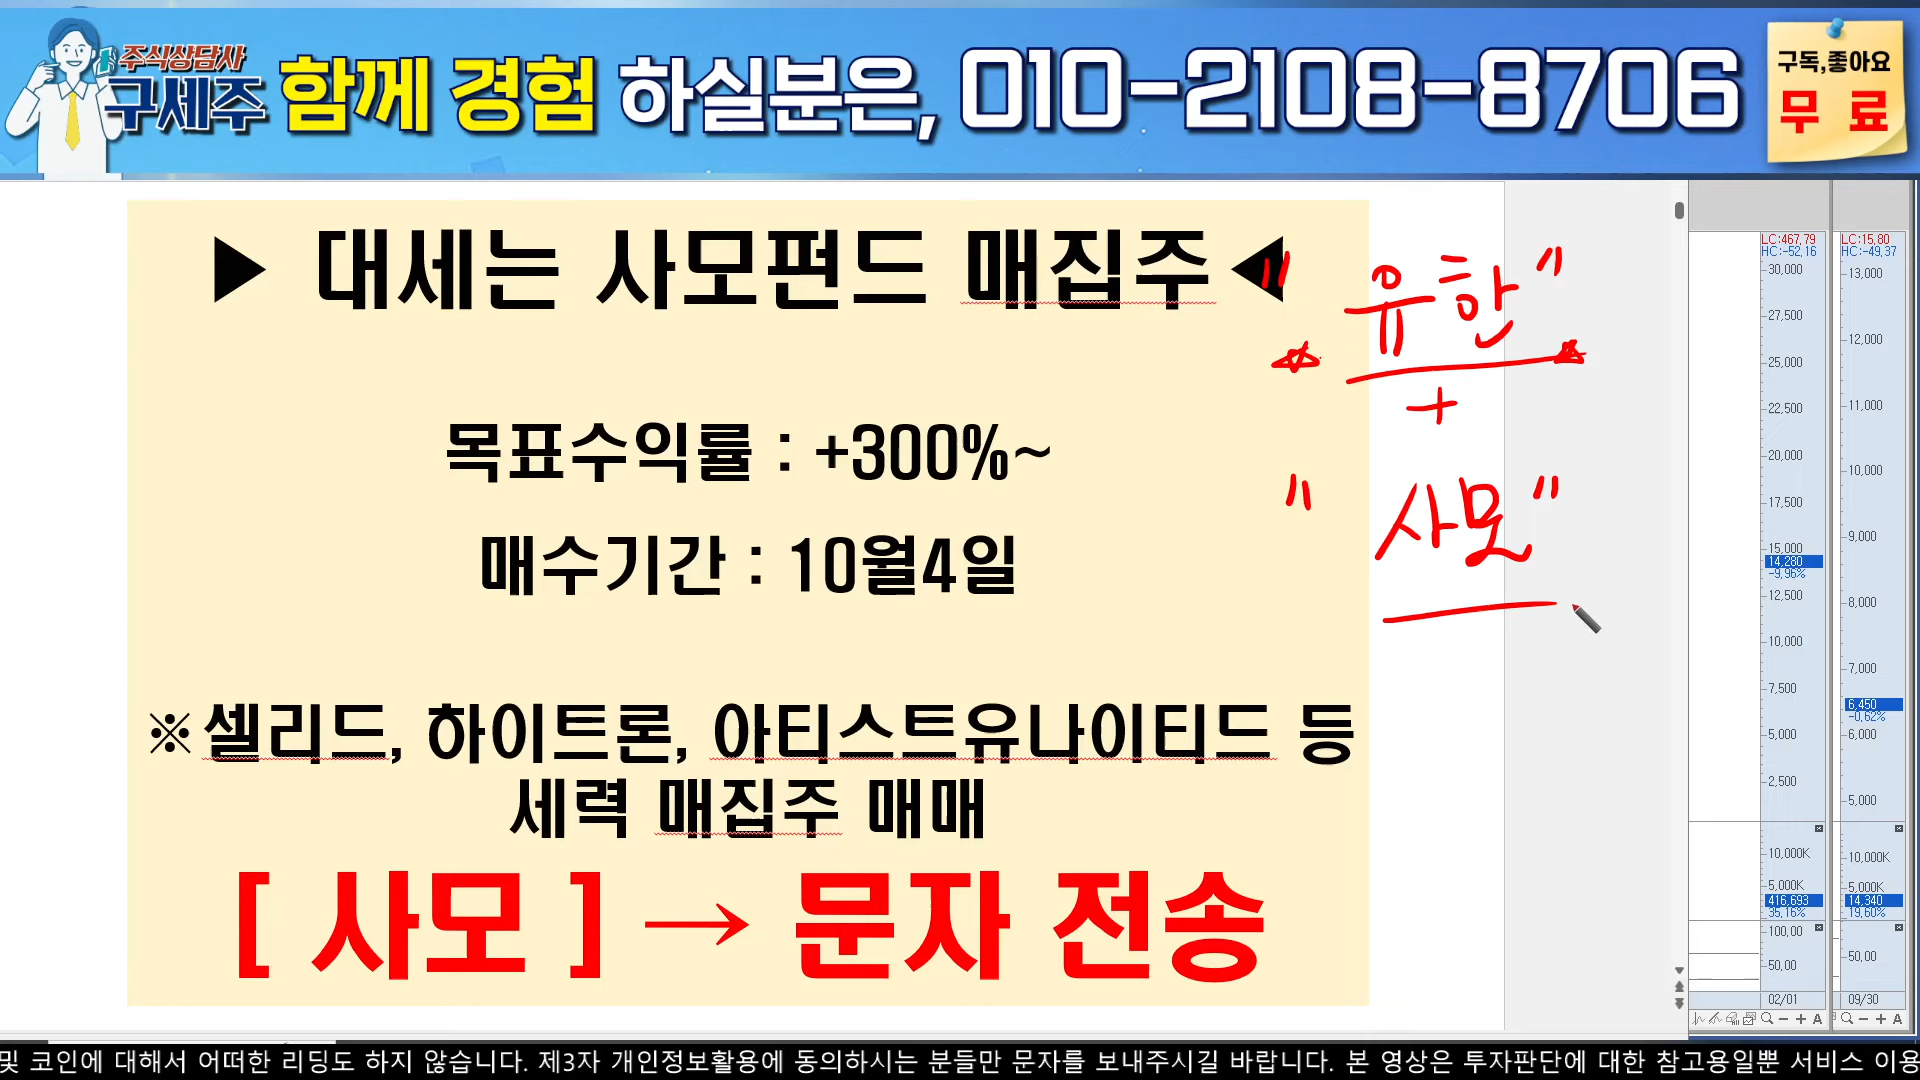 주식상담사
구세주
함께 경험 하실분은, 010-2108-8706
구독,좋아요
무 료
▶ 대세는 사모펀드 매집주 ◀
목표수익률 : +300%~
매수기간 : 10월4일
※셀리드, 하이트론, 아티스트유나이티드 등
세력 매집주 매매
[ 사모 ] → 문자 전송
" 유한 "
+
" 사모 "
LC:467,79
HC:-52,16
30,000
27,500
25,000
22,500
20,000
17,500
15,000
14,280
-9,96%
12,500
10,000
7,500
5,000
2,500
10,000K
5,000K
416,693
35,16%
100,00
50,00
02/01
LC:15,80
HC:-49,37
13,000
12,000
11,000
10,000
9,000
8,000
7,000
6,450
-0,62%
6,000
5,000
10,000K
5,000K
14,340
19,60%
50,00
09/30
및 코인에 대해서 어떠한 리딩도 하지 않습니다. 제3자 개인정보활용에 동의하시는 분들만 문자를 보내주시길 바랍니다. 본 영상은 투자판단에 대한 참고용일뿐 서비스 이용